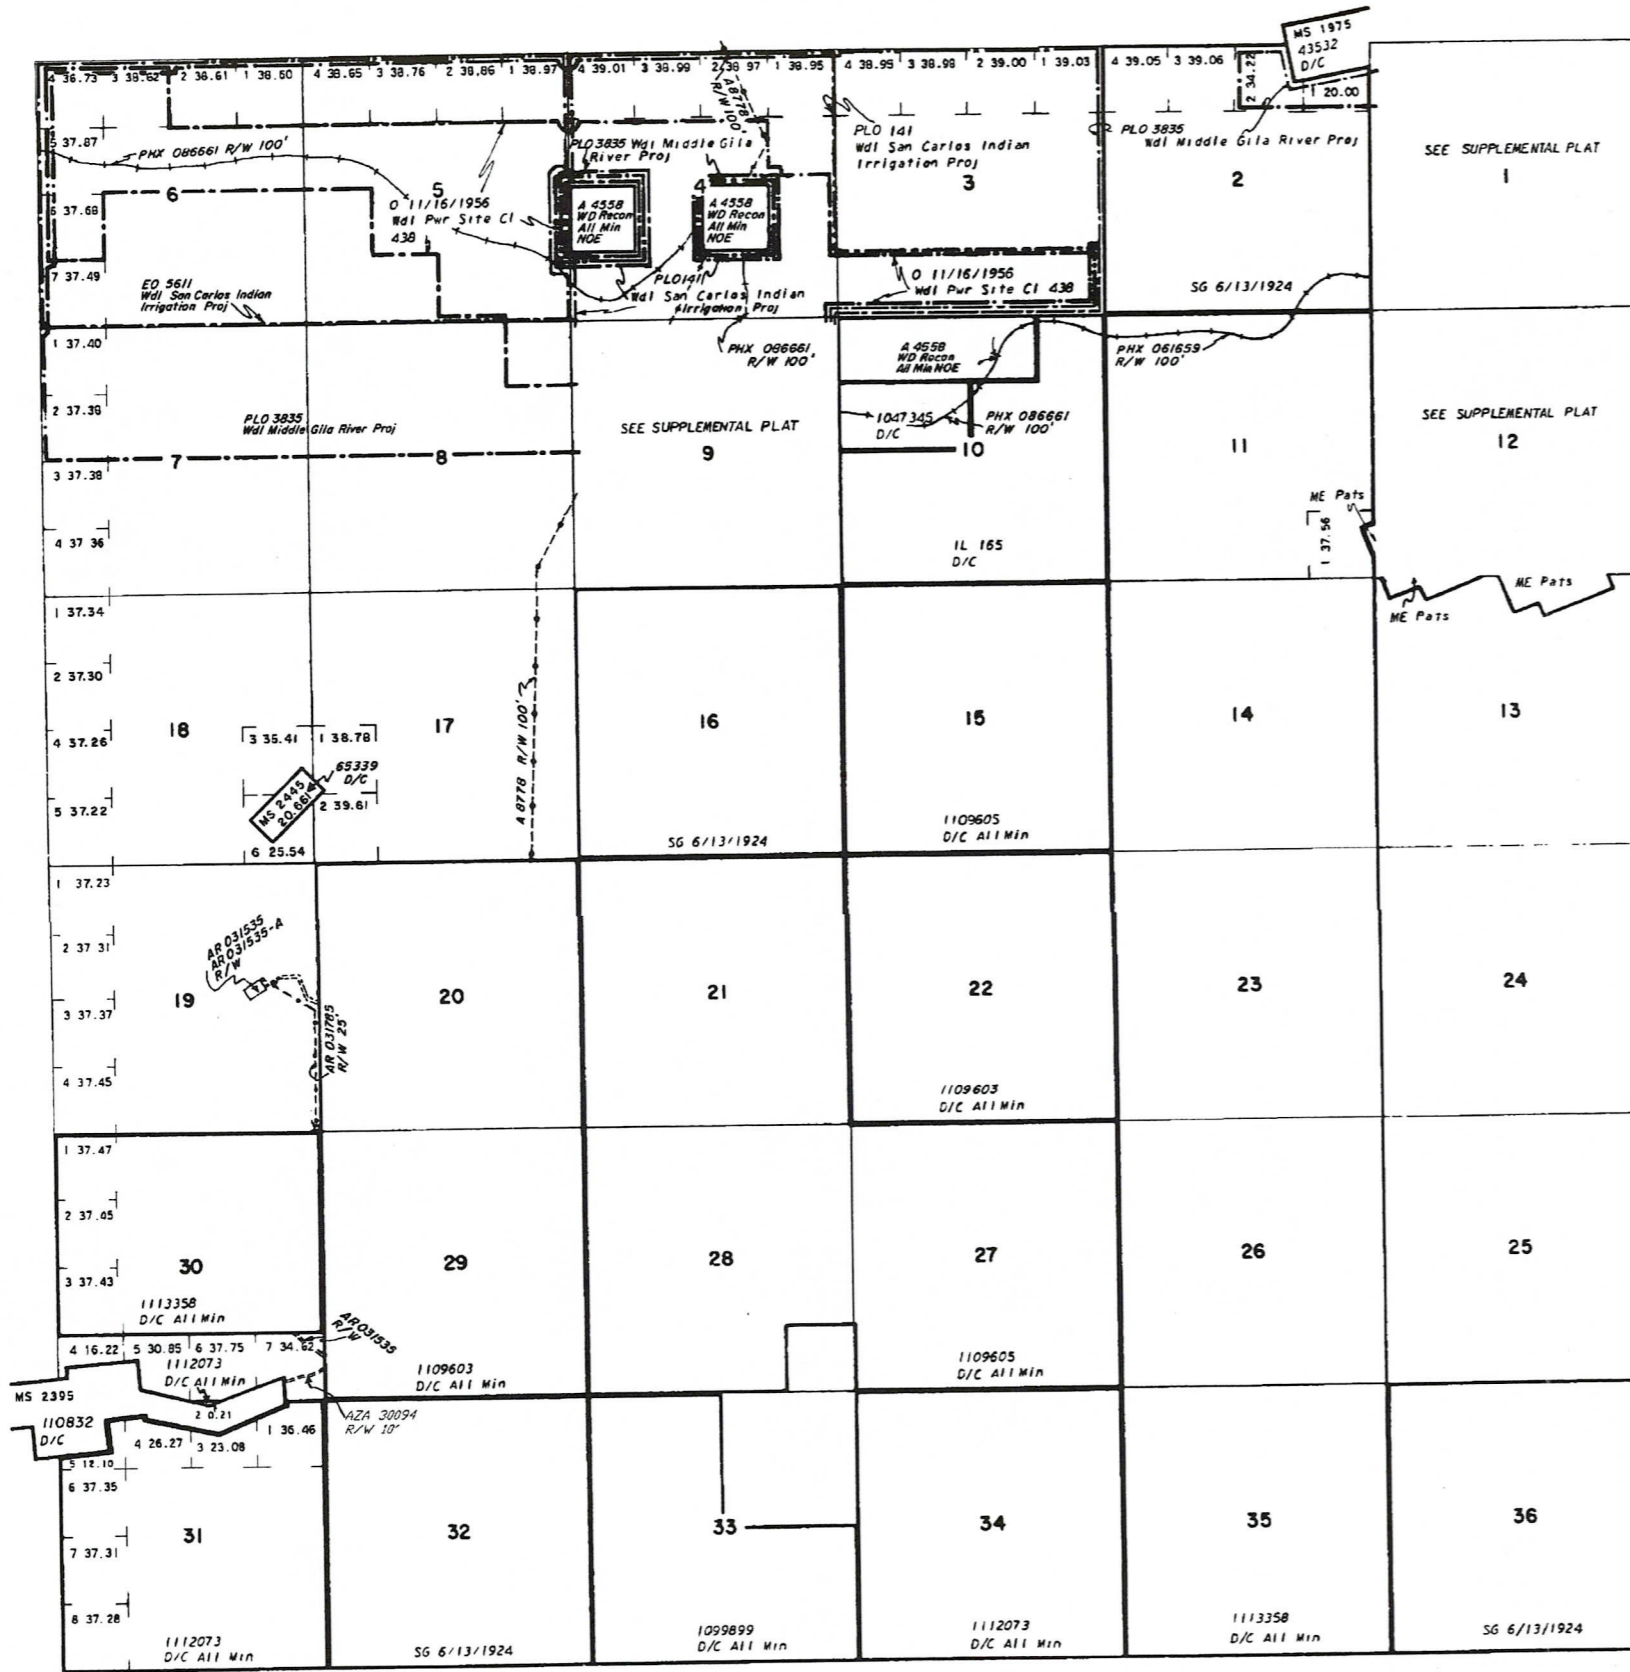 MS 1975
43532
D/C
4 36.73 3 38.62 2 38.61 1 38.60 4 38.65 3 38.76 2 38.86 1 38.97 4 39.01 3 38.99 2 38.97 1 38.95 4 38.95 3 38.98 2 39.00 1 39.03 4 39.05 3 39.06 2 34.22 1 20.00
A 8778
R/W 100'
5 37.87
PHX 086661 R/W 100'
6
6 37.68
7 37.49
EO 5611
Wdl San Carlos Indian
Irrigation Proj
5
O 11/16/1956
Wdl Pwr Site Cl
438
PLO 3835 Wdl Middle Gila
River Proj
4
A 4558
WD Recon
All Min
NOE
A 4558
WD Recon
All Min
NOE
PLO 141
Wdl San Carlos Indian
Irrigation Proj
PLO 141
Wdl San Carlos Indian
Irrigation Proj
3
O 11/16/1956
Wdl Pwr Site Cl 438
PLO 3835
Wdl Middle Gila River Proj
2
SG 6/13/1924
SEE SUPPLEMENTAL PLAT
1
1 37.40
2 37.39
PLO 3835
Wdl Middle Gila River Proj
7
3 37.38
4 37 36
8
PHX 086661
R/W 100'
SEE SUPPLEMENTAL PLAT
9
A 4558
WD Recon
All Min NOE
1047345
D/C
PHX 086661
R/W 100'
10
IL 165
D/C
PHX 061659
R/W 100'
11
ME Pats
1 37.56
SEE SUPPLEMENTAL PLAT
12
ME Pats
ME Pats
1 37.34
2 37.30
4 37.26
5 37.22
18
3 35.41 1 38.78
65339
D/C
MS 2445
20.661
2 39.61
6 25.54
17
A 8778 R/W 100'
16
SG 6/13/1924
15
1109605
D/C All Min
14
13
1 37.23
2 37 31
3 37.37
4 37.45
AR 031535
AR 031535-A
R/W
19
AR 031785
R/W 25'
20
21
22
1109603
D/C All Min
23
24
1 37.47
2 37.45
3 37.43
30
1113358
D/C All Min
4 16.22 5 30.85 6 37.75 7 34.62
1112073
D/C All Min
AR 031535
R/W
29
1109603
D/C All Min
28
27
1109605
D/C All Min
26
25
MS 2395
110832
D/C
2 0.21
4 26.27 3 23.08 1 36.46
AZA 30094
R/W 10'
5 12.10
6 37.35
7 37.31
8 37.28
31
1112073
D/C All Min
32
SG 6/13/1924
33
1099899
D/C All Min
34
1112073
D/C All Min
35
1113358
D/C All Min
36
SG 6/13/1924